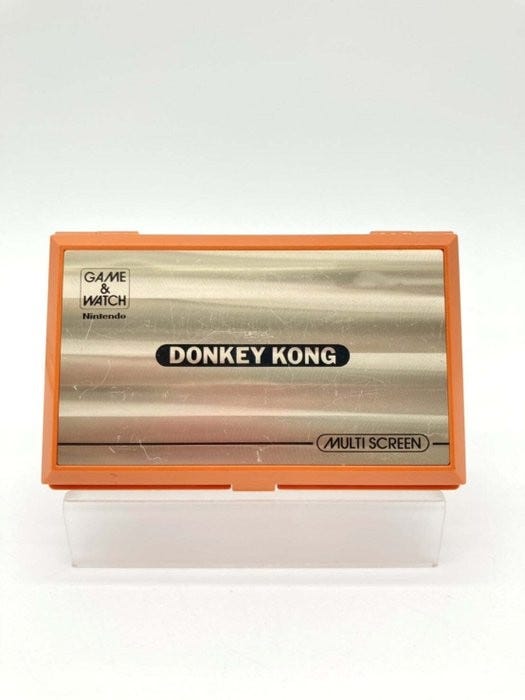 GAME
&
WATCH
Nintendo
DONKEY KONG
MULTI SCREEN